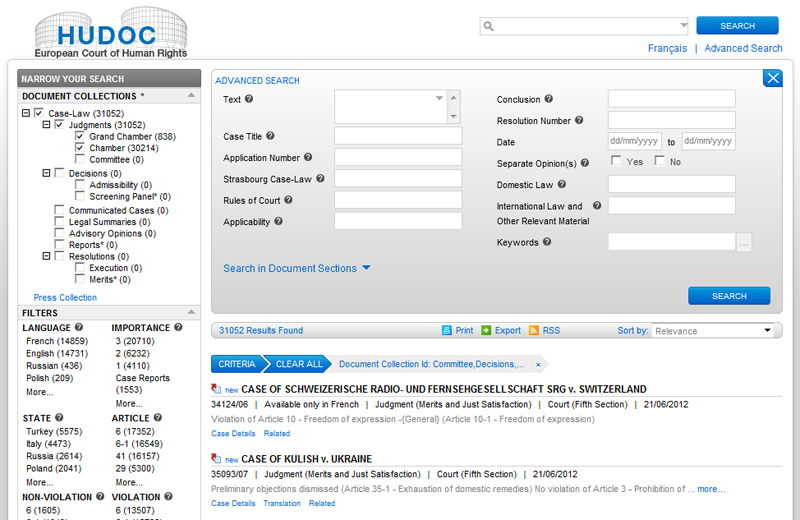 HUDOC
European Court of Human Rights
SEARCH
Français | Advanced Search
NARROW YOUR SEARCH
DOCUMENT COLLECTIONS *
Case-Law (31052)
Judgments (31052)
Grand Chamber (838)
Chamber (30214)
Committee (0)
Decisions (0)
Admissibility (0)
Screening Panel* (0)
Communicated Cases (0)
Legal Summaries (0)
Advisory Opinions (0)
Reports* (0)
Resolutions (0)
Execution (0)
Merits* (0)
Press Collection
FILTERS
LANGUAGE
French (14859)
English (14731)
Russian (436)
Polish (209)
More...
IMPORTANCE
3 (20710)
2 (6232)
1 (4110)
Case Reports
(1553)
More...
STATE
Turkey (5575)
Italy (4473)
Russia (2614)
Poland (2041)
ARTICLE
6 (17352)
6-1 (16549)
41 (16157)
29 (5300)
More...
NON-VIOLATION
6 (1605)
VIOLATION
6 (13507)
ADVANCED SEARCH
Text
Case Title
Application Number
Strasbourg Case-Law
Rules of Court
Applicability
Search in Document Sections
Conclusion
Resolution Number
Date dd/mm/yyyy to dd/mm/yyyy
Separate Opinion(s) Yes No
Domestic Law
International Law and
Other Relevant Material
Keywords ...
SEARCH
31052 Results Found
Print Export RSS
Sort by: Relevance
CRITERIA CLEAR ALL Document Collection Id: Committee,Decisions,... ×
new CASE OF SCHWEIZERISCHE RADIO- UND FERNSEHGESELLSCHAFT SRG v. SWITZERLAND
34124/06 | Available only in French | Judgment (Merits and Just Satisfaction) | Court (Fifth Section) | 21/06/2012
Violation of Article 10 - Freedom of expression -{General} (Article 10-1 - Freedom of expression)
Case Details Related
new CASE OF KULISH v. UKRAINE
35093/07 | Judgment (Merits and Just Satisfaction) | Court (Fifth Section) | 21/06/2012
Preliminary objections dismissed (Article 35-1 - Exhaustion of domestic remedies) No violation of Article 3 - Prohibition of ... more...
Case Details Translation Related